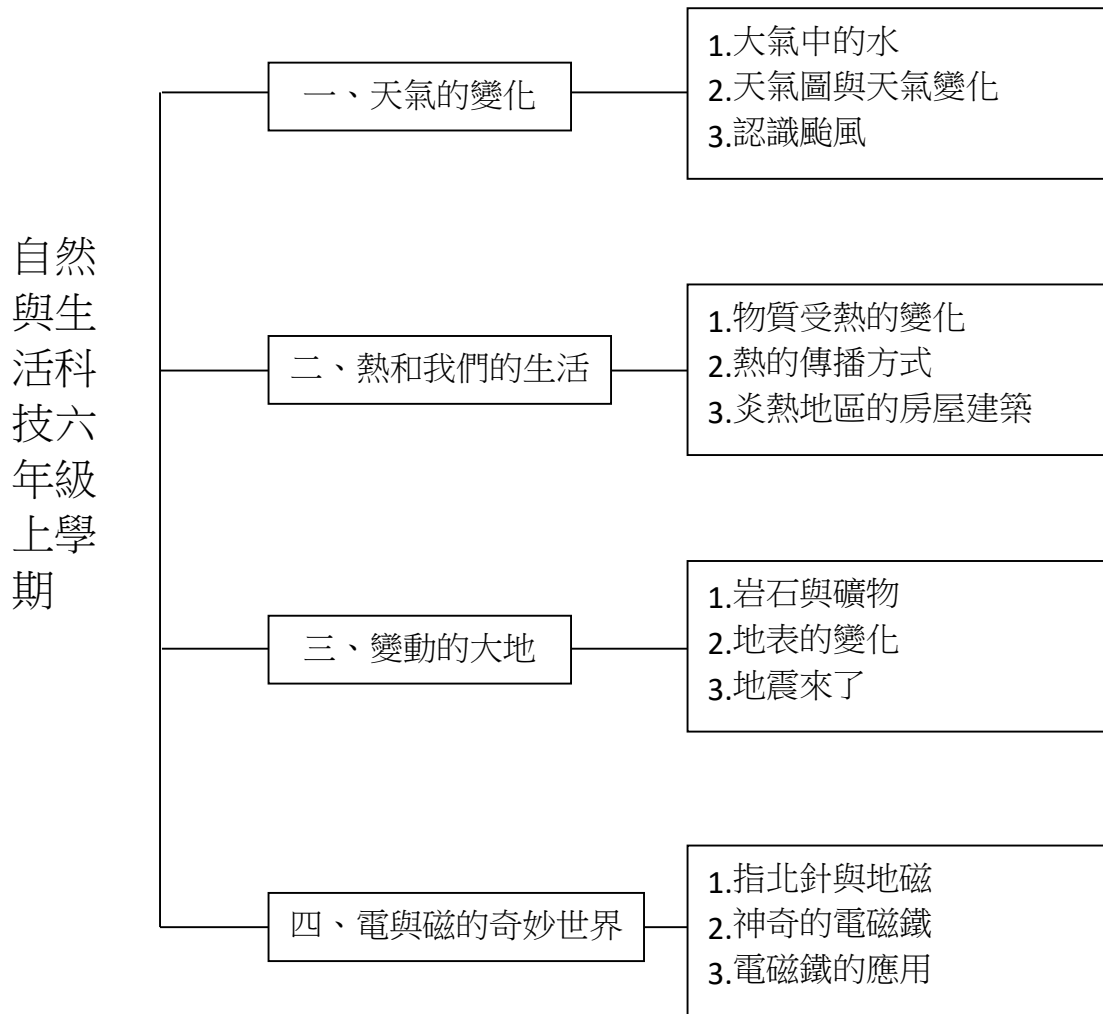 自然
與生
活科
技六
年級
上學
期
一、天氣的變化
1.大氣中的水
2.天氣圖與天氣變化
3.認識颱風
二、熱和我們的生活
1.物質受熱的變化
2.熱的傳播方式
3.炎熱地區的房屋建築
三、變動的大地
1.岩石與礦物
2.地表的變化
3.地震來了
四、電與磁的奇妙世界
1.指北針與地磁
2.神奇的電磁鐵
3.電磁鐵的應用